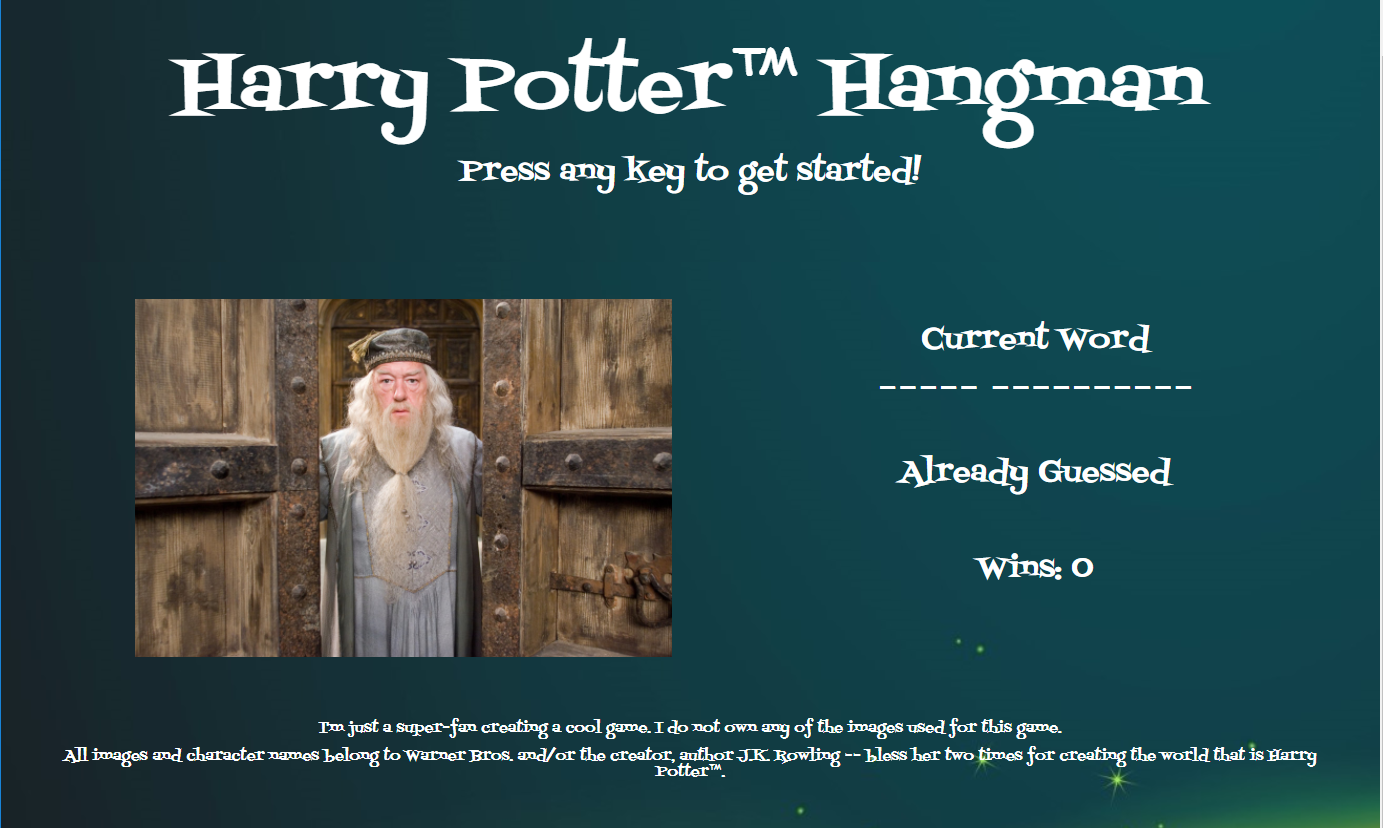 Harry Potter™ Hangman
Press any key to get started!
Current Word
----- ----------
Already Guessed
Wins: 0
I'm just a super-fan creating a cool game. I do not own any of the images used for this game.
All images and character names belong to Warner Bros. and/or the creator, author J.K. Rowling -- bless her two times for creating the world that is Harry
Potter™.